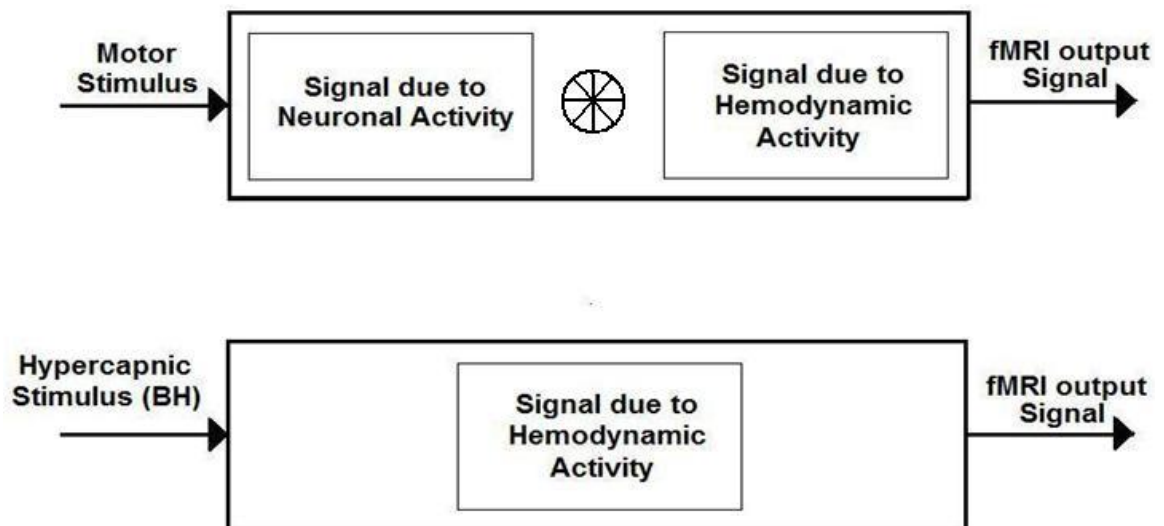 Motor
Stimulus
Signal due to
Neuronal Activity
Signal due to
Hemodynamic
Activity
fMRI output
Signal
Hypercapnic
Stimulus (BH)
Signal due to
Hemodynamic
Activity
fMRI output
Signal